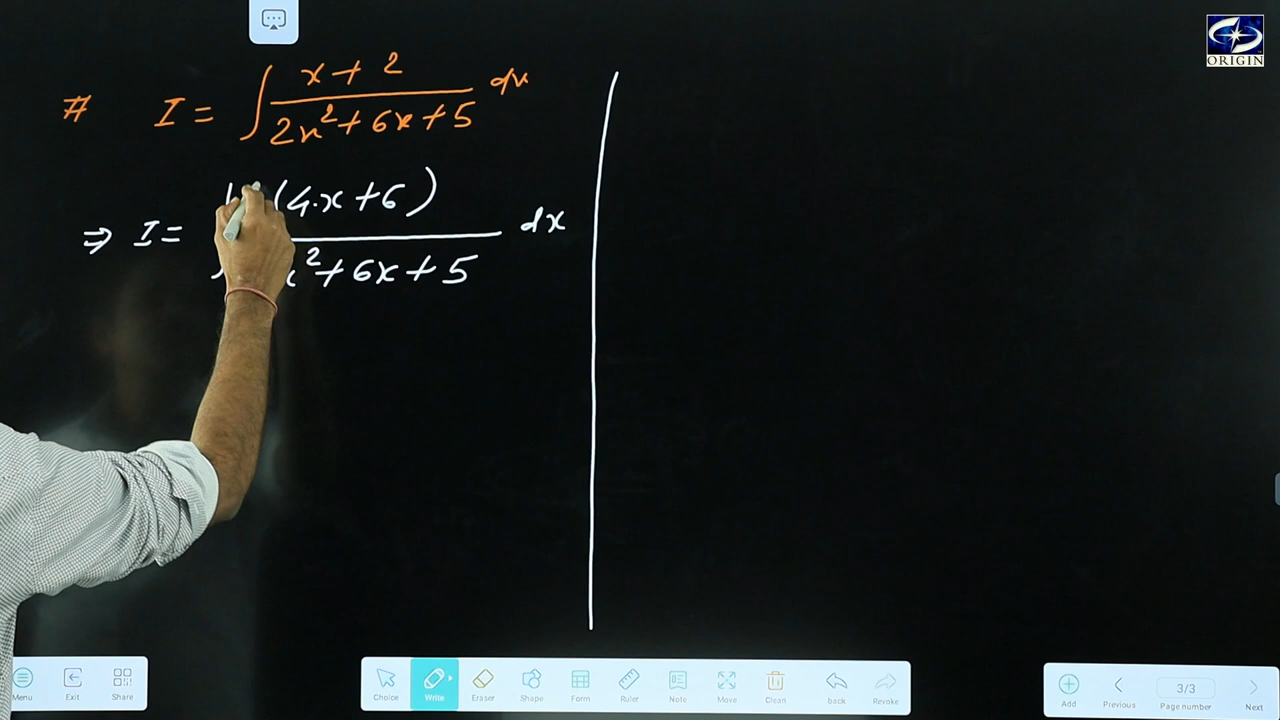 ORIGIN
# I = ∫ x + 2 / 2x² + 6x + 5 dx
⇒ I = (4.x + 6) / x² + 6x + 5 dx
Menu Exit Share
Choice Write Eraser Shape Form Ruler Note Move Clean back Revoke
Add Previous 3/3 Page number Next